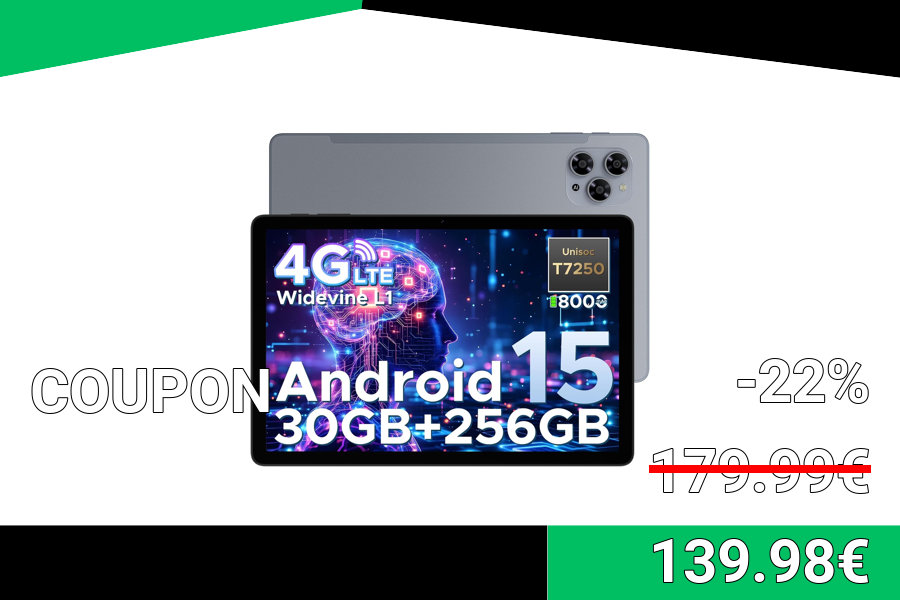 4G LTE
Widevine L1
Unisoc
T7250
8000
Android 15
30GB+256GB
COUPON
-22%
179.99€
139.98€